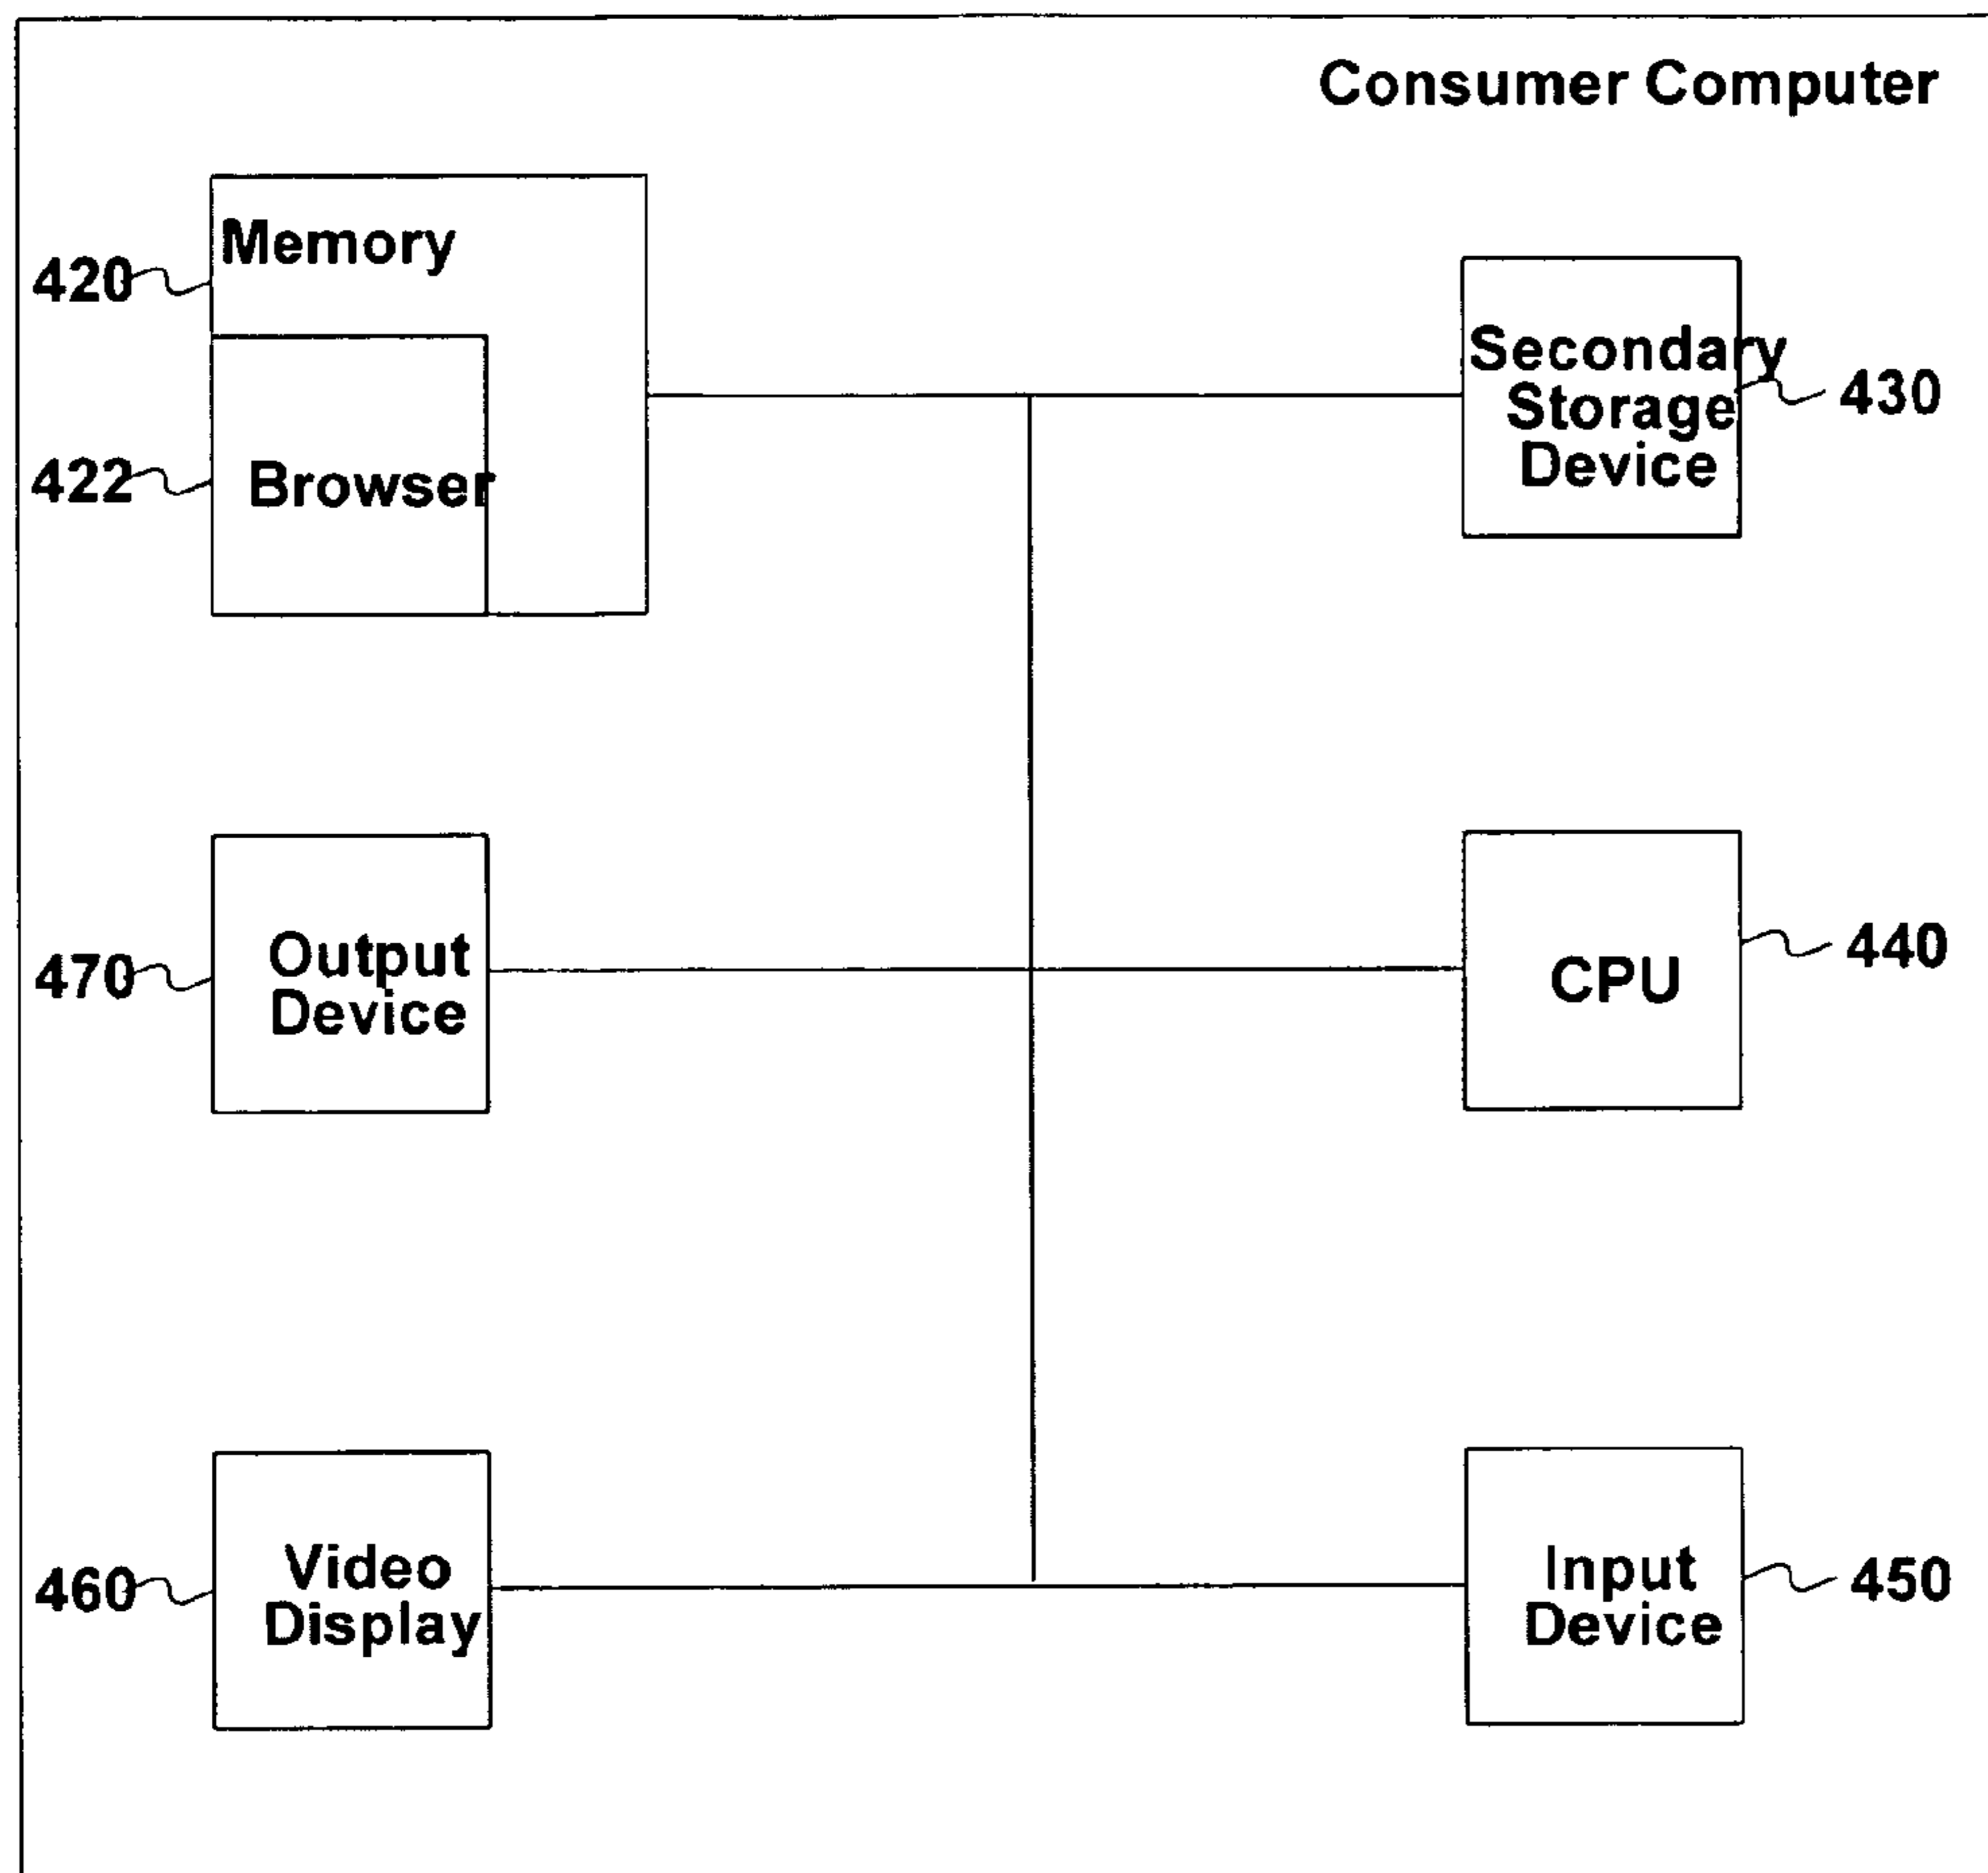 Consumer Computer
Memory
420
Secondary
Storage
Device
430
422
Browser
Output
Device
470
CPU
440
Video
Display
460
Input
Device
450